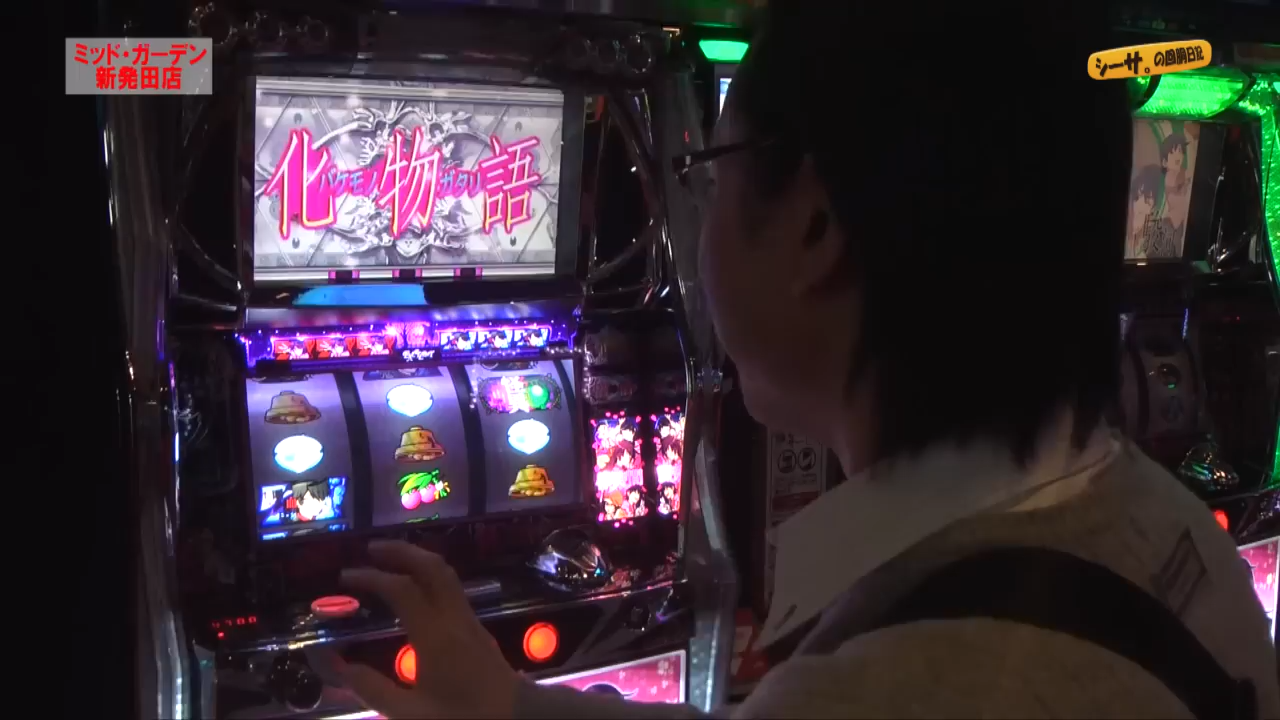 ミッド・ガーデン
新発田店
シーサ。の回胴日記
化物語
バケモノ ガタリ
4700